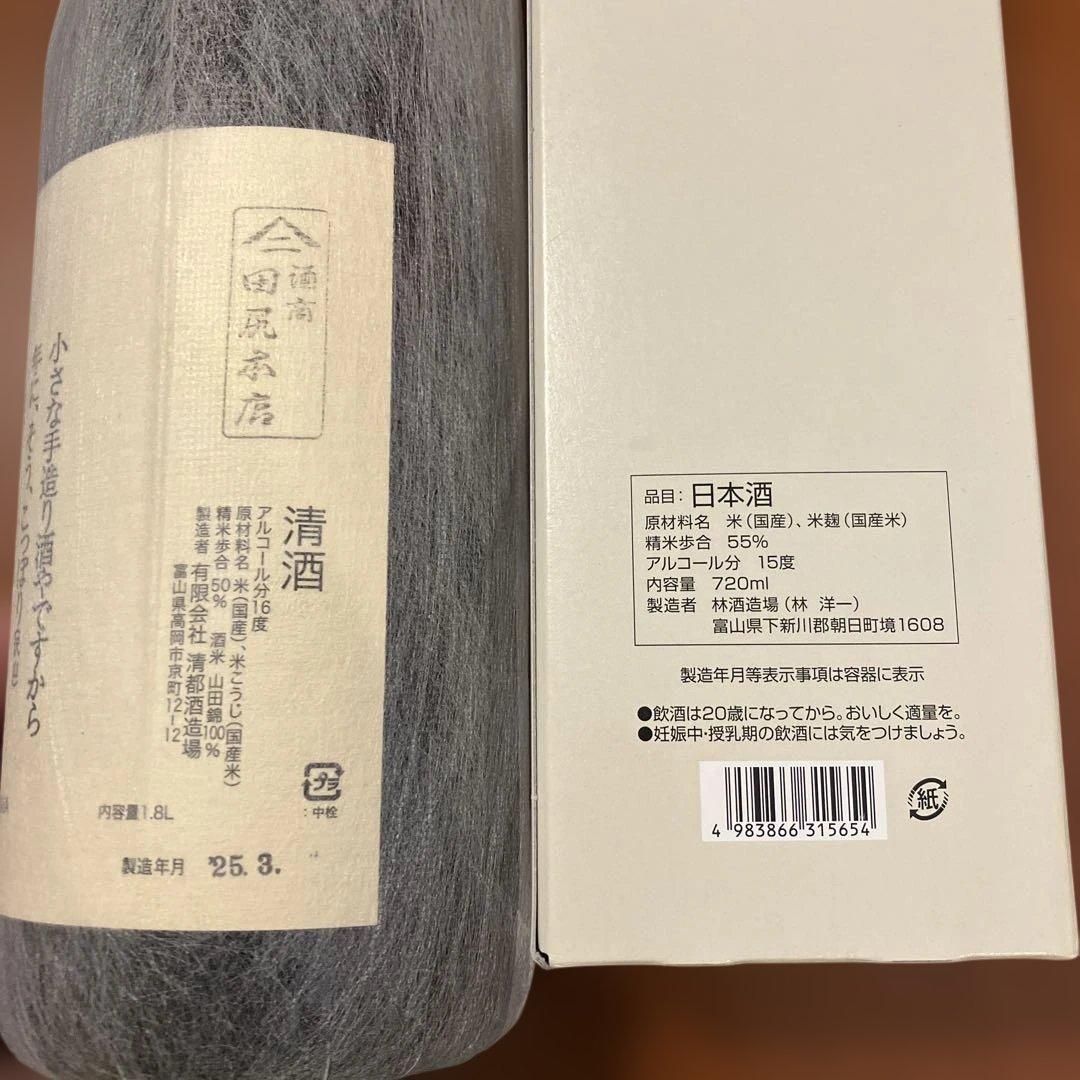 酒商
田尻本店
清酒
アルコール分16度
原材料名 米(国産)、米こうじ(国産米)
精米歩合 50% 酒米 山田錦100%
製造者 有限会社 清都酒造場
富山県高岡市京町12-12
小さな手造り酒やですから
プラ
:中栓
内容量1.8L
製造年月 '25.3.
品目:日本酒
原材料名 米(国産)、米麹(国産米)
精米歩合 55%
アルコール分 15度
内容量 720ml
製造者 林酒造場(林 洋一)
富山県下新川郡朝日町境1608
製造年月等表示事項は容器に表示
●飲酒は20歳になってから。おいしく適量を。
●妊娠中・授乳期の飲酒には気をつけましょう。
4 983866 315654
紙